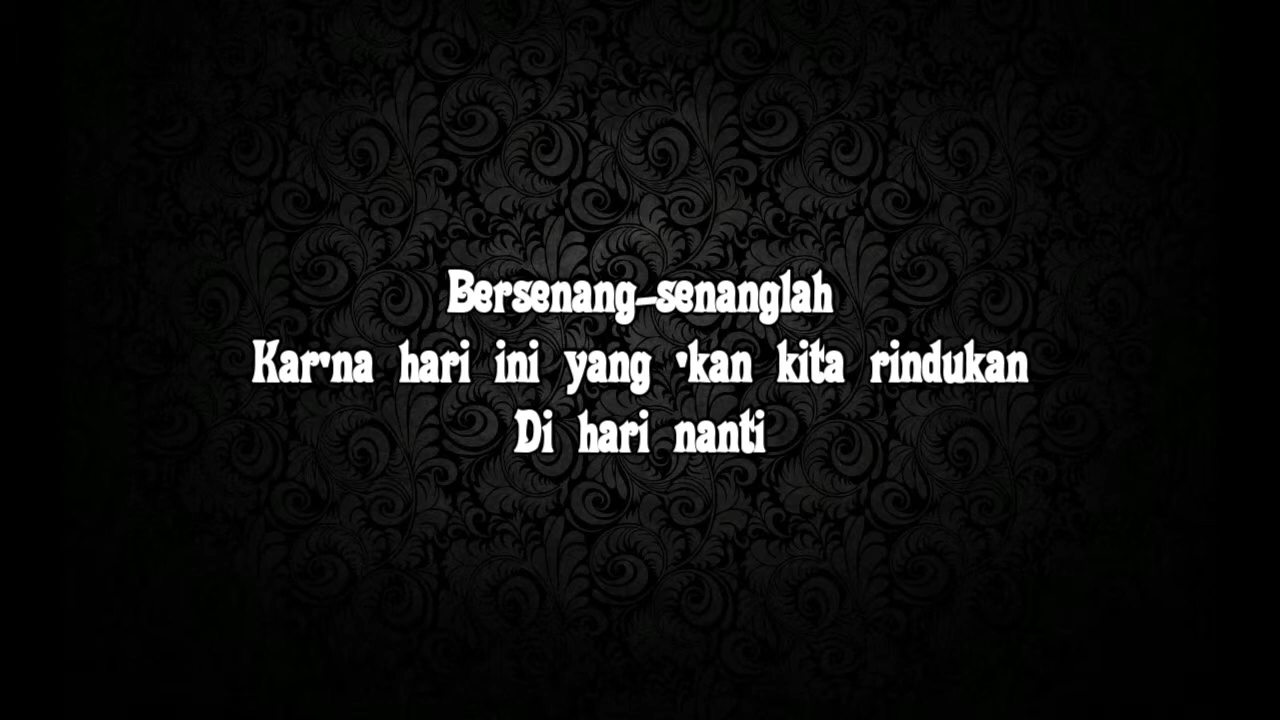 Bersenang-senanglah
Kar'na hari ini yang 'kan kita rindukan
Di hari nanti